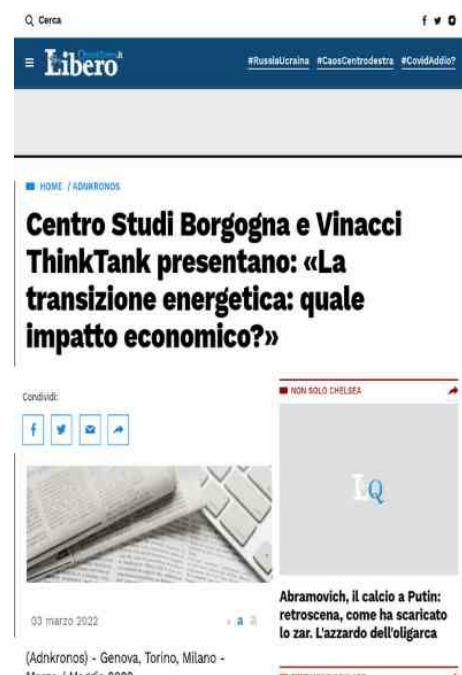 Cerca
Libero
Quotidiano.it
#RussiaUcraina #CaosCentrodestra #CovidAddio?
HOME / ADNKRONOS
Centro Studi Borgogna e Vinacci
ThinkTank presentano: «La
transizione energetica: quale
impatto economico?»
Condividi:
NON SOLO CHELSEA
LQ
Abramovich, il calcio a Putin:
retroscena, come ha scaricato
lo zar. L'azzardo dell'oligarca
03 marzo 2022
a a a
(Adnkronos) - Genova, Torino, Milano -